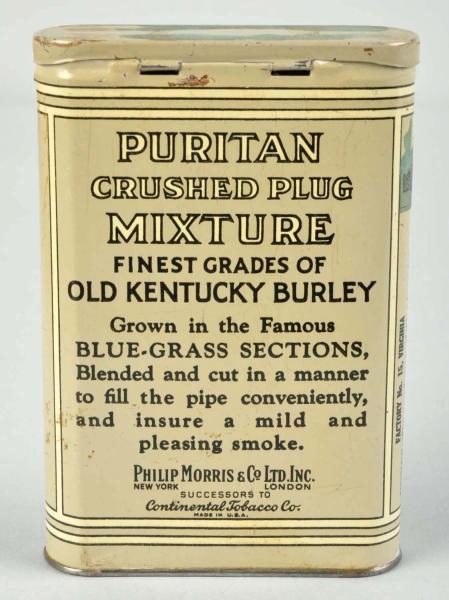 PURITAN
CRUSHED PLUG
MIXTURE
FINEST GRADES OF
OLD KENTUCKY BURLEY
Grown in the Famous
BLUE-GRASS SECTIONS,
Blended and cut in a manner
to fill the pipe conveniently,
and insure a mild and
pleasing smoke.
PHILIP MORRIS & Co LTD. INC.
NEW YORK LONDON
SUCCESSORS TO
Continental Tobacco Co.
MADE IN U.S.A.
FACTORY No. 15, VIRGINIA